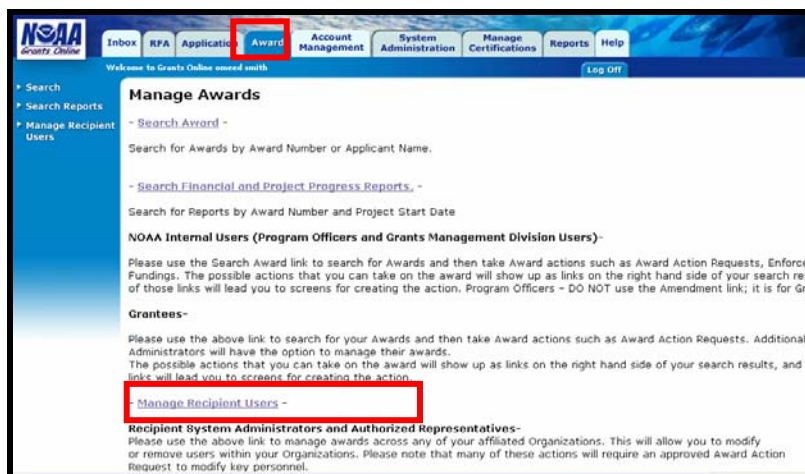 NOAA
Grants Online
Inbox RFA Application Award Account Management System Administration Manage Certifications Reports Help
Welcome to Grants Online omeed smith
Log Off
Search
Search Reports
Manage Recipient
Users
Manage Awards
- Search Award -
Search for Awards by Award Number or Applicant Name.
- Search Financial and Project Progress Reports. -
Search for Reports by Award Number and Project Start Date
NOAA Internal Users (Program Officers and Grants Management Division Users)-
Please use the Search Award link to search for Awards and then take Award actions such as Award Action Requests, Enforce
Fundings. The possible actions that you can take on the award will show up as links on the right hand side of your search re
of those links will lead you to screens for creating the action. Program Officers - DO NOT use the Amendment link; it is for Gr
Grantees-
Please use the above link to search for your Awards and then take Award actions such as Award Action Requests. Additional
Administrators will have the option to manage their awards.
The possible actions that you can take on the award will show up as links on the right hand side of your search results, and
links will lead you to screens for creating the action.
- Manage Recipient Users -
Recipient System Administrators and Authorized Representatives-
Please use the above link to manage awards across any of your affiliated Organizations. This will allow you to modify
or remove users within your Organizations. Please note that many of these actions will require an approved Award Action
Request to modify key personnel.